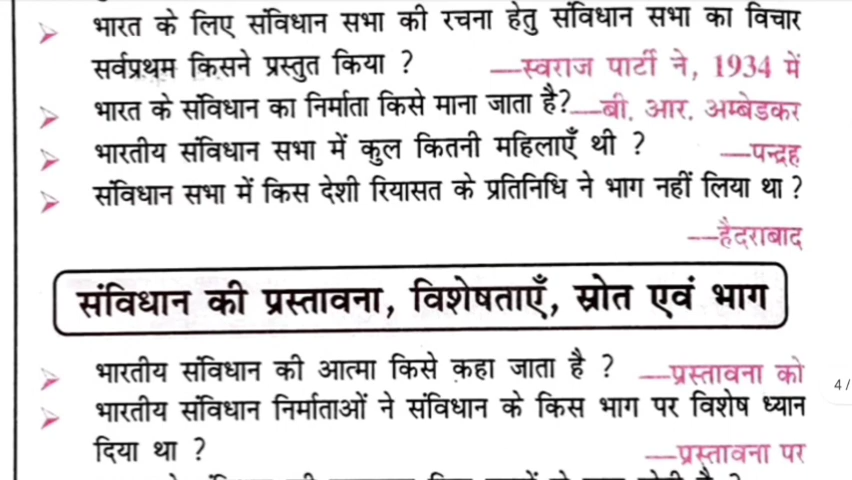 भारत के लिए संविधान सभा की रचना हेतु संविधान सभा का विचार
सर्वप्रथम किसने प्रस्तुत किया ? —स्वराज पार्टी ने, 1934 में
भारत के संविधान का निर्माता किसे माना जाता है? —बी. आर. अम्बेडकर
भारतीय संविधान सभा में कुल कितनी महिलाएँ थी ? —पन्द्रह
संविधान सभा में किस देशी रियासत के प्रतिनिधि ने भाग नहीं लिया था ?
—हैदराबाद
संविधान की प्रस्तावना, विशेषताएँ, स्रोत एवं भाग
भारतीय संविधान की आत्मा किसे कहा जाता है ? —प्रस्तावना को
4/
भारतीय संविधान निर्माताओं ने संविधान के किस भाग पर विशेष ध्यान
दिया था ? —प्रस्तावना पर